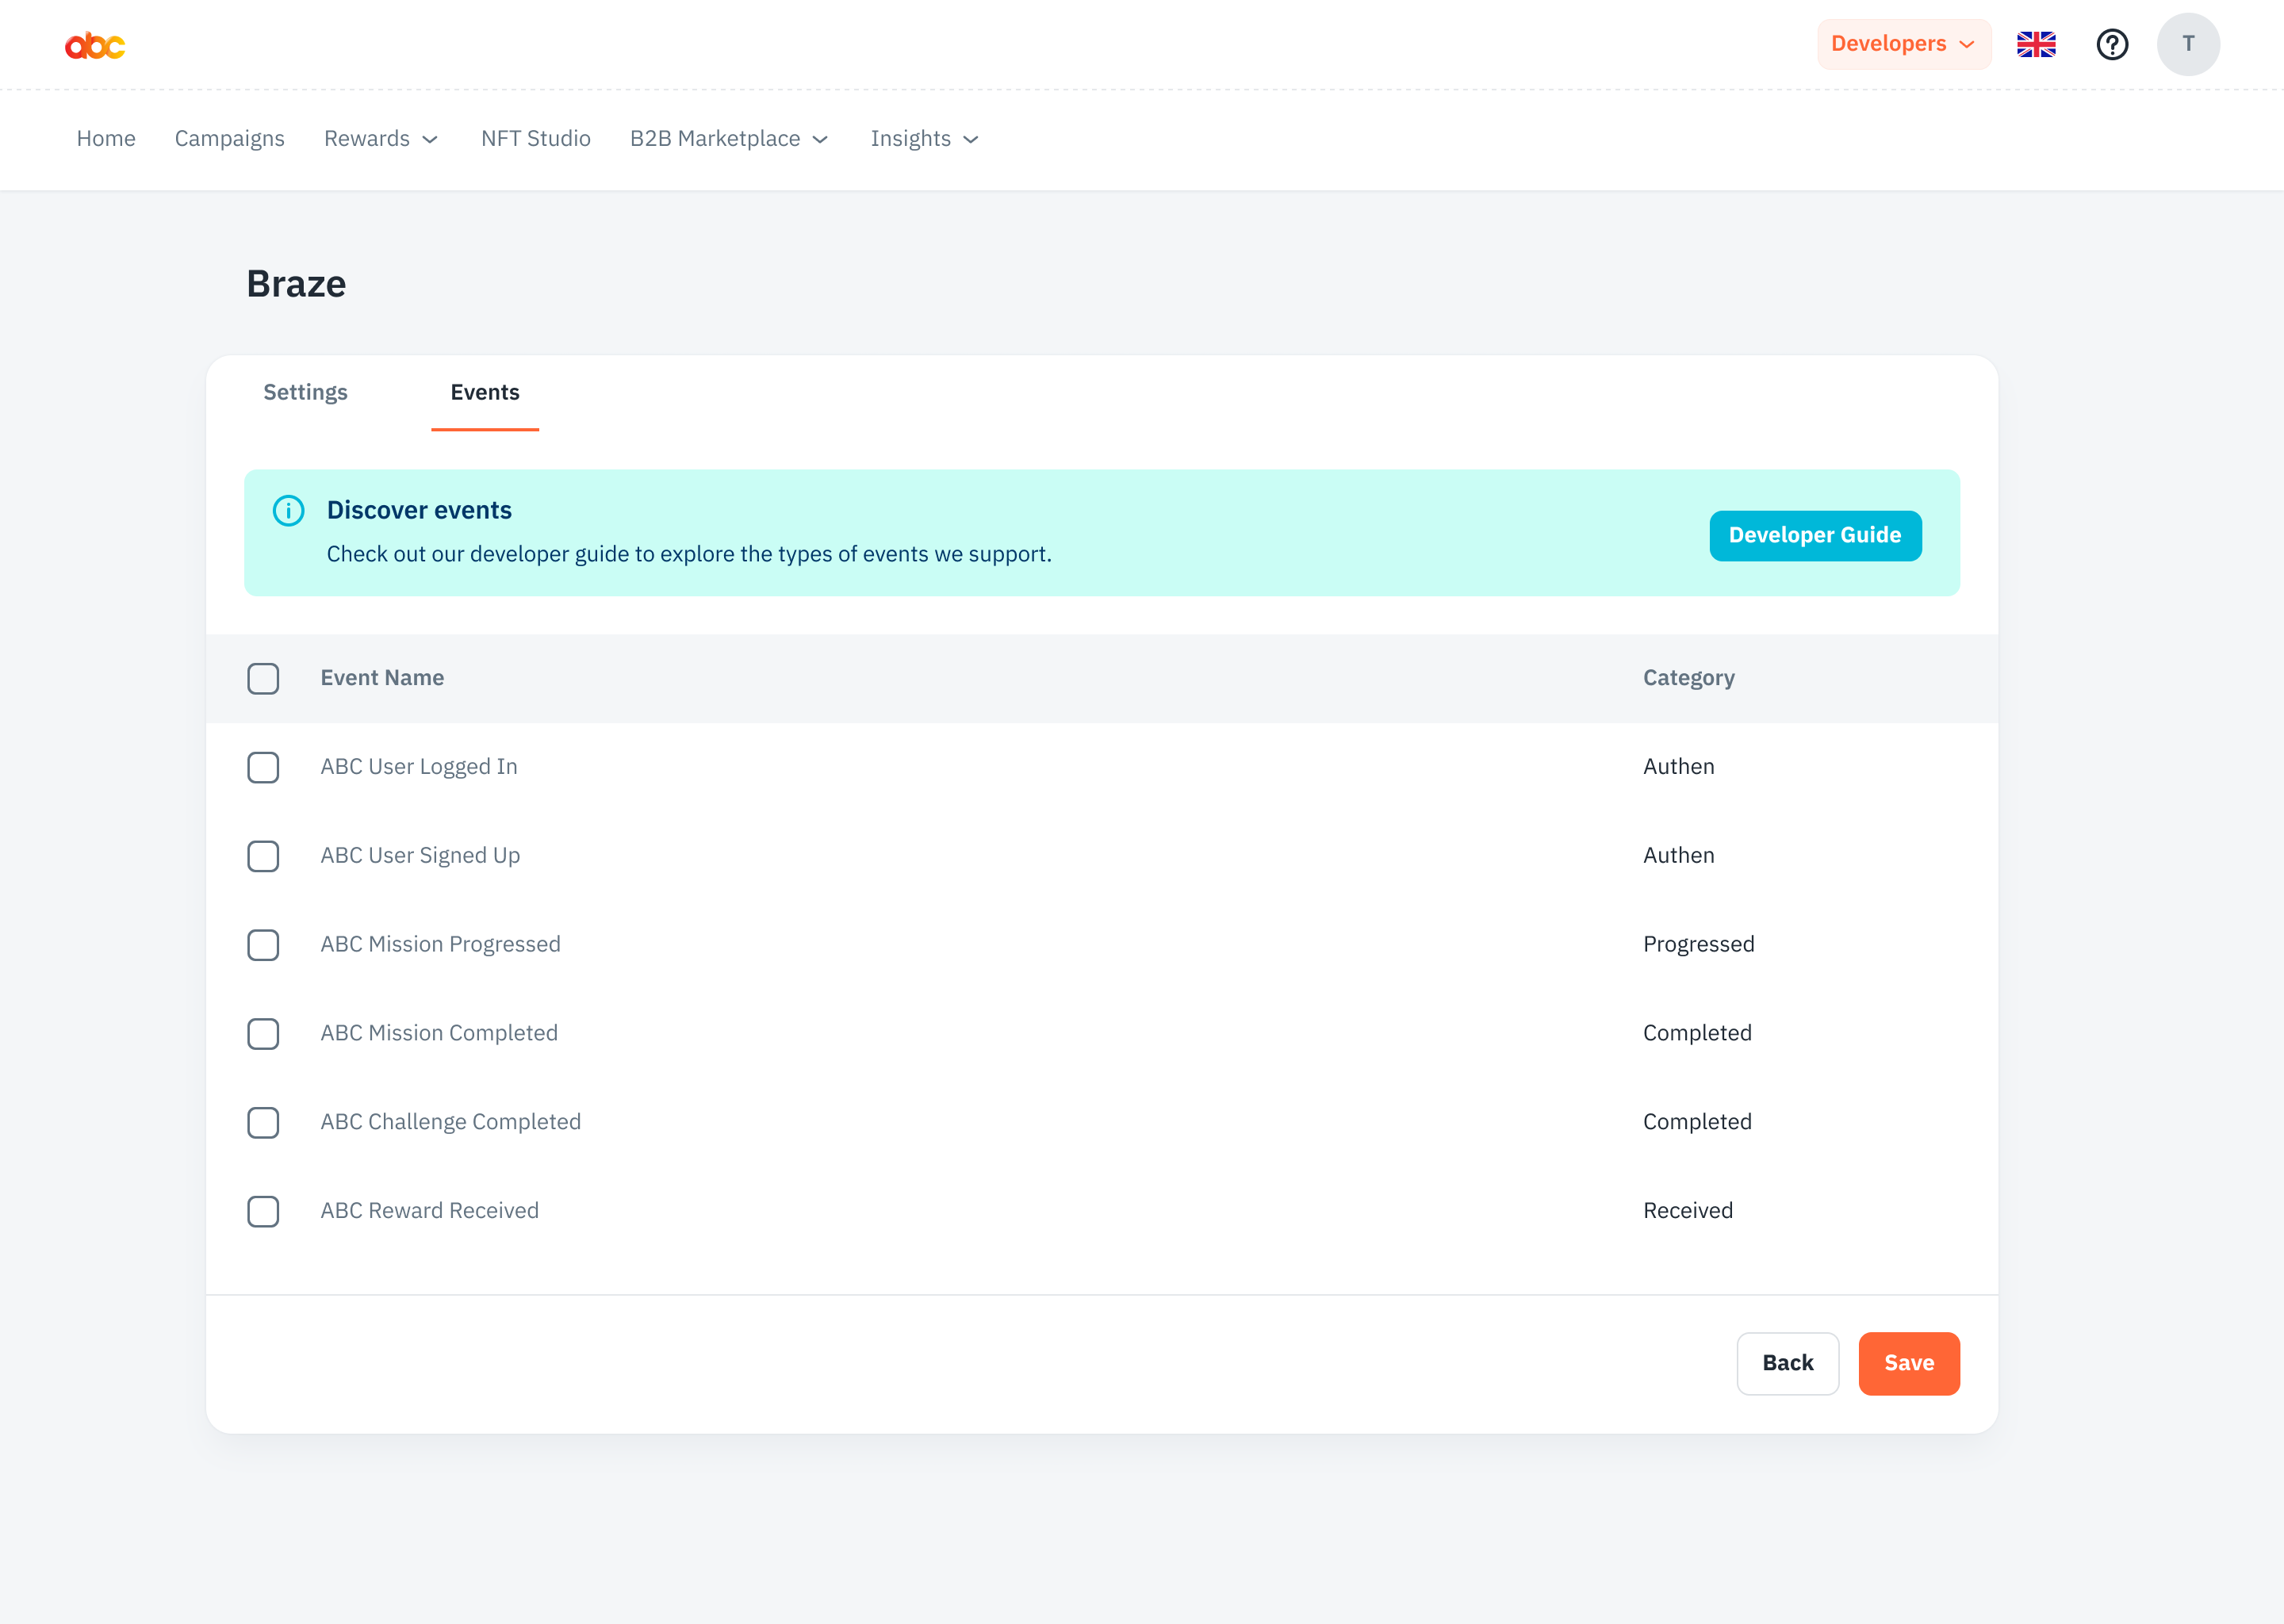 abc
Developers
T
Home Campaigns Rewards NFT Studio B2B Marketplace Insights
Braze
Settings Events
Discover events
Check out our developer guide to explore the types of events we support.
Developer Guide
Event Name Category
ABC User Logged In Authen
ABC User Signed Up Authen
ABC Mission Progressed Progressed
ABC Mission Completed Completed
ABC Challenge Completed Completed
ABC Reward Received Received
Back Save